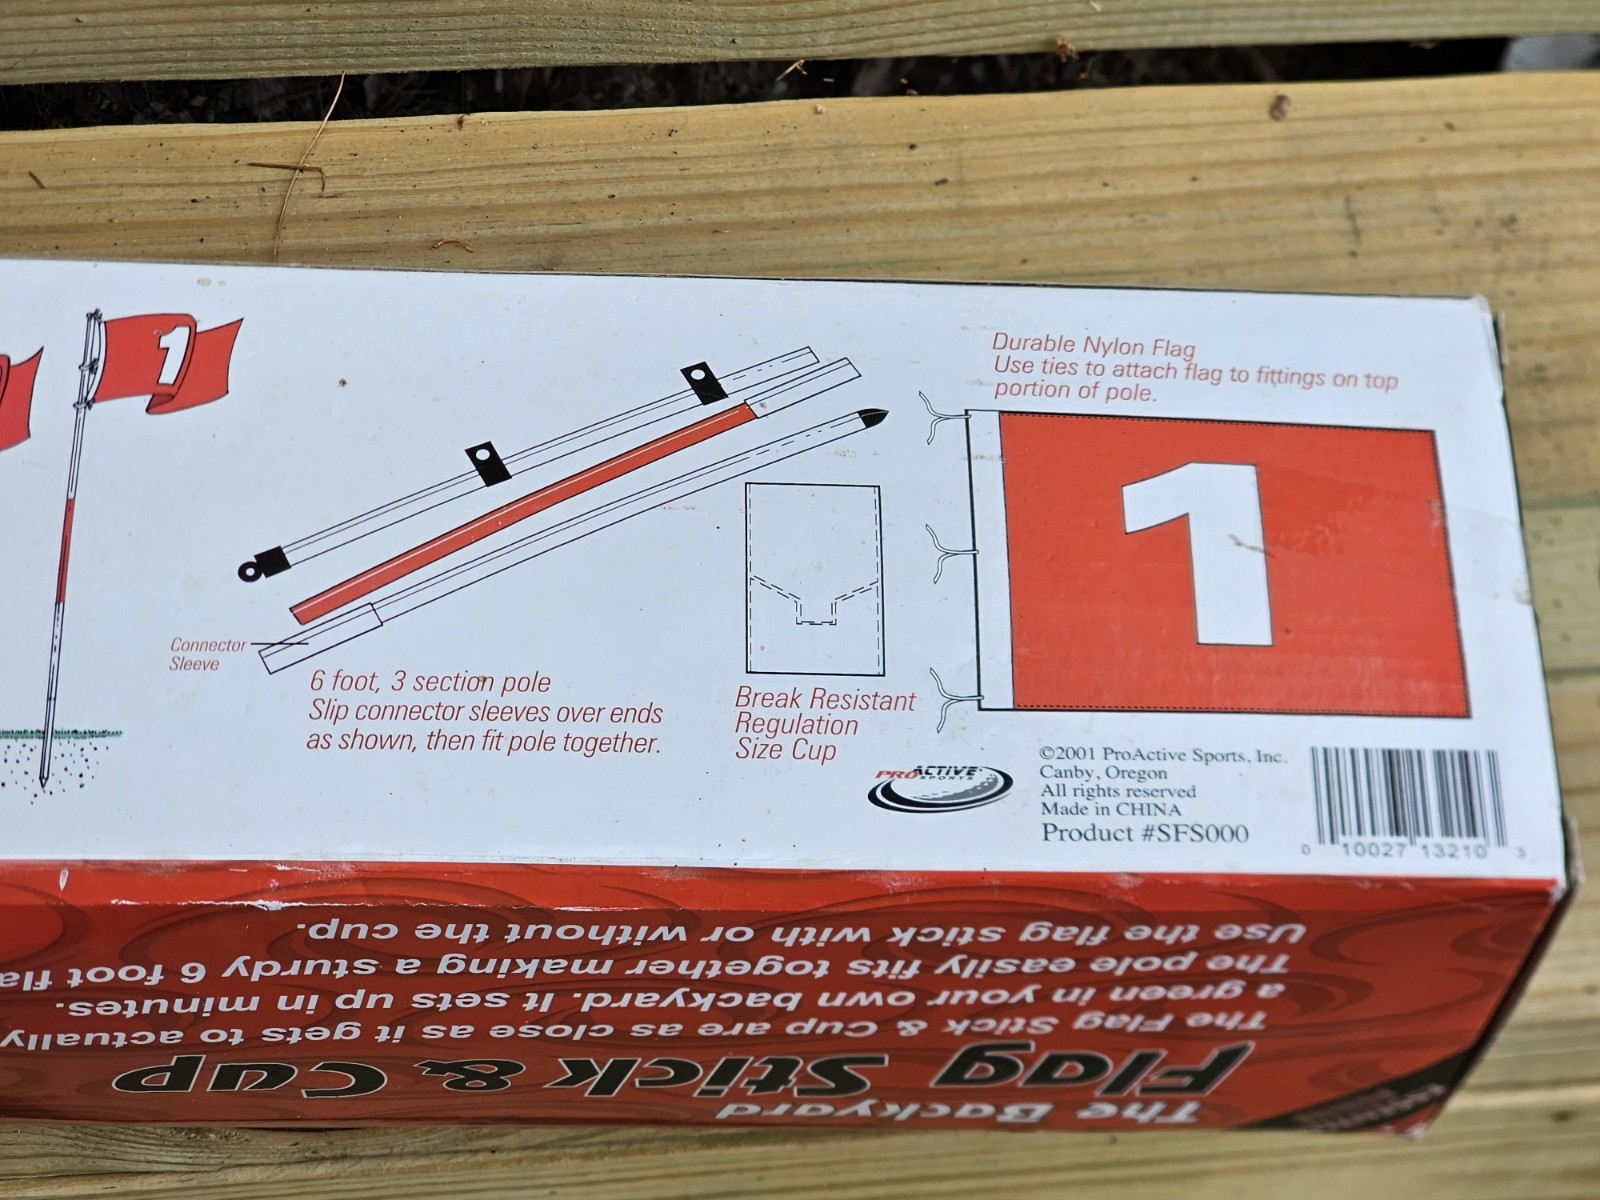 1
Durable Nylon Flag
Use ties to attach flag to fittings on top
portion of pole.
1
Connector
Sleeve
6 foot, 3 section pole
Slip connector sleeves over ends
as shown, then fit pole together.
Break Resistant
Regulation
Size Cup
PROACTIVE
SPORTS
©2001 ProActive Sports, Inc.
Canby, Oregon
All rights reserved
Made in CHINA
Product #SFS000
0 10027 13210 3
The Backyard
Flag Stick & Cup
The Flag Stick & Cup are as close as it gets to actually
a green in your own backyard. It sets up in minutes.
The pole easily fits together making a sturdy 6 foot
Use the flag stick with or without the cup.